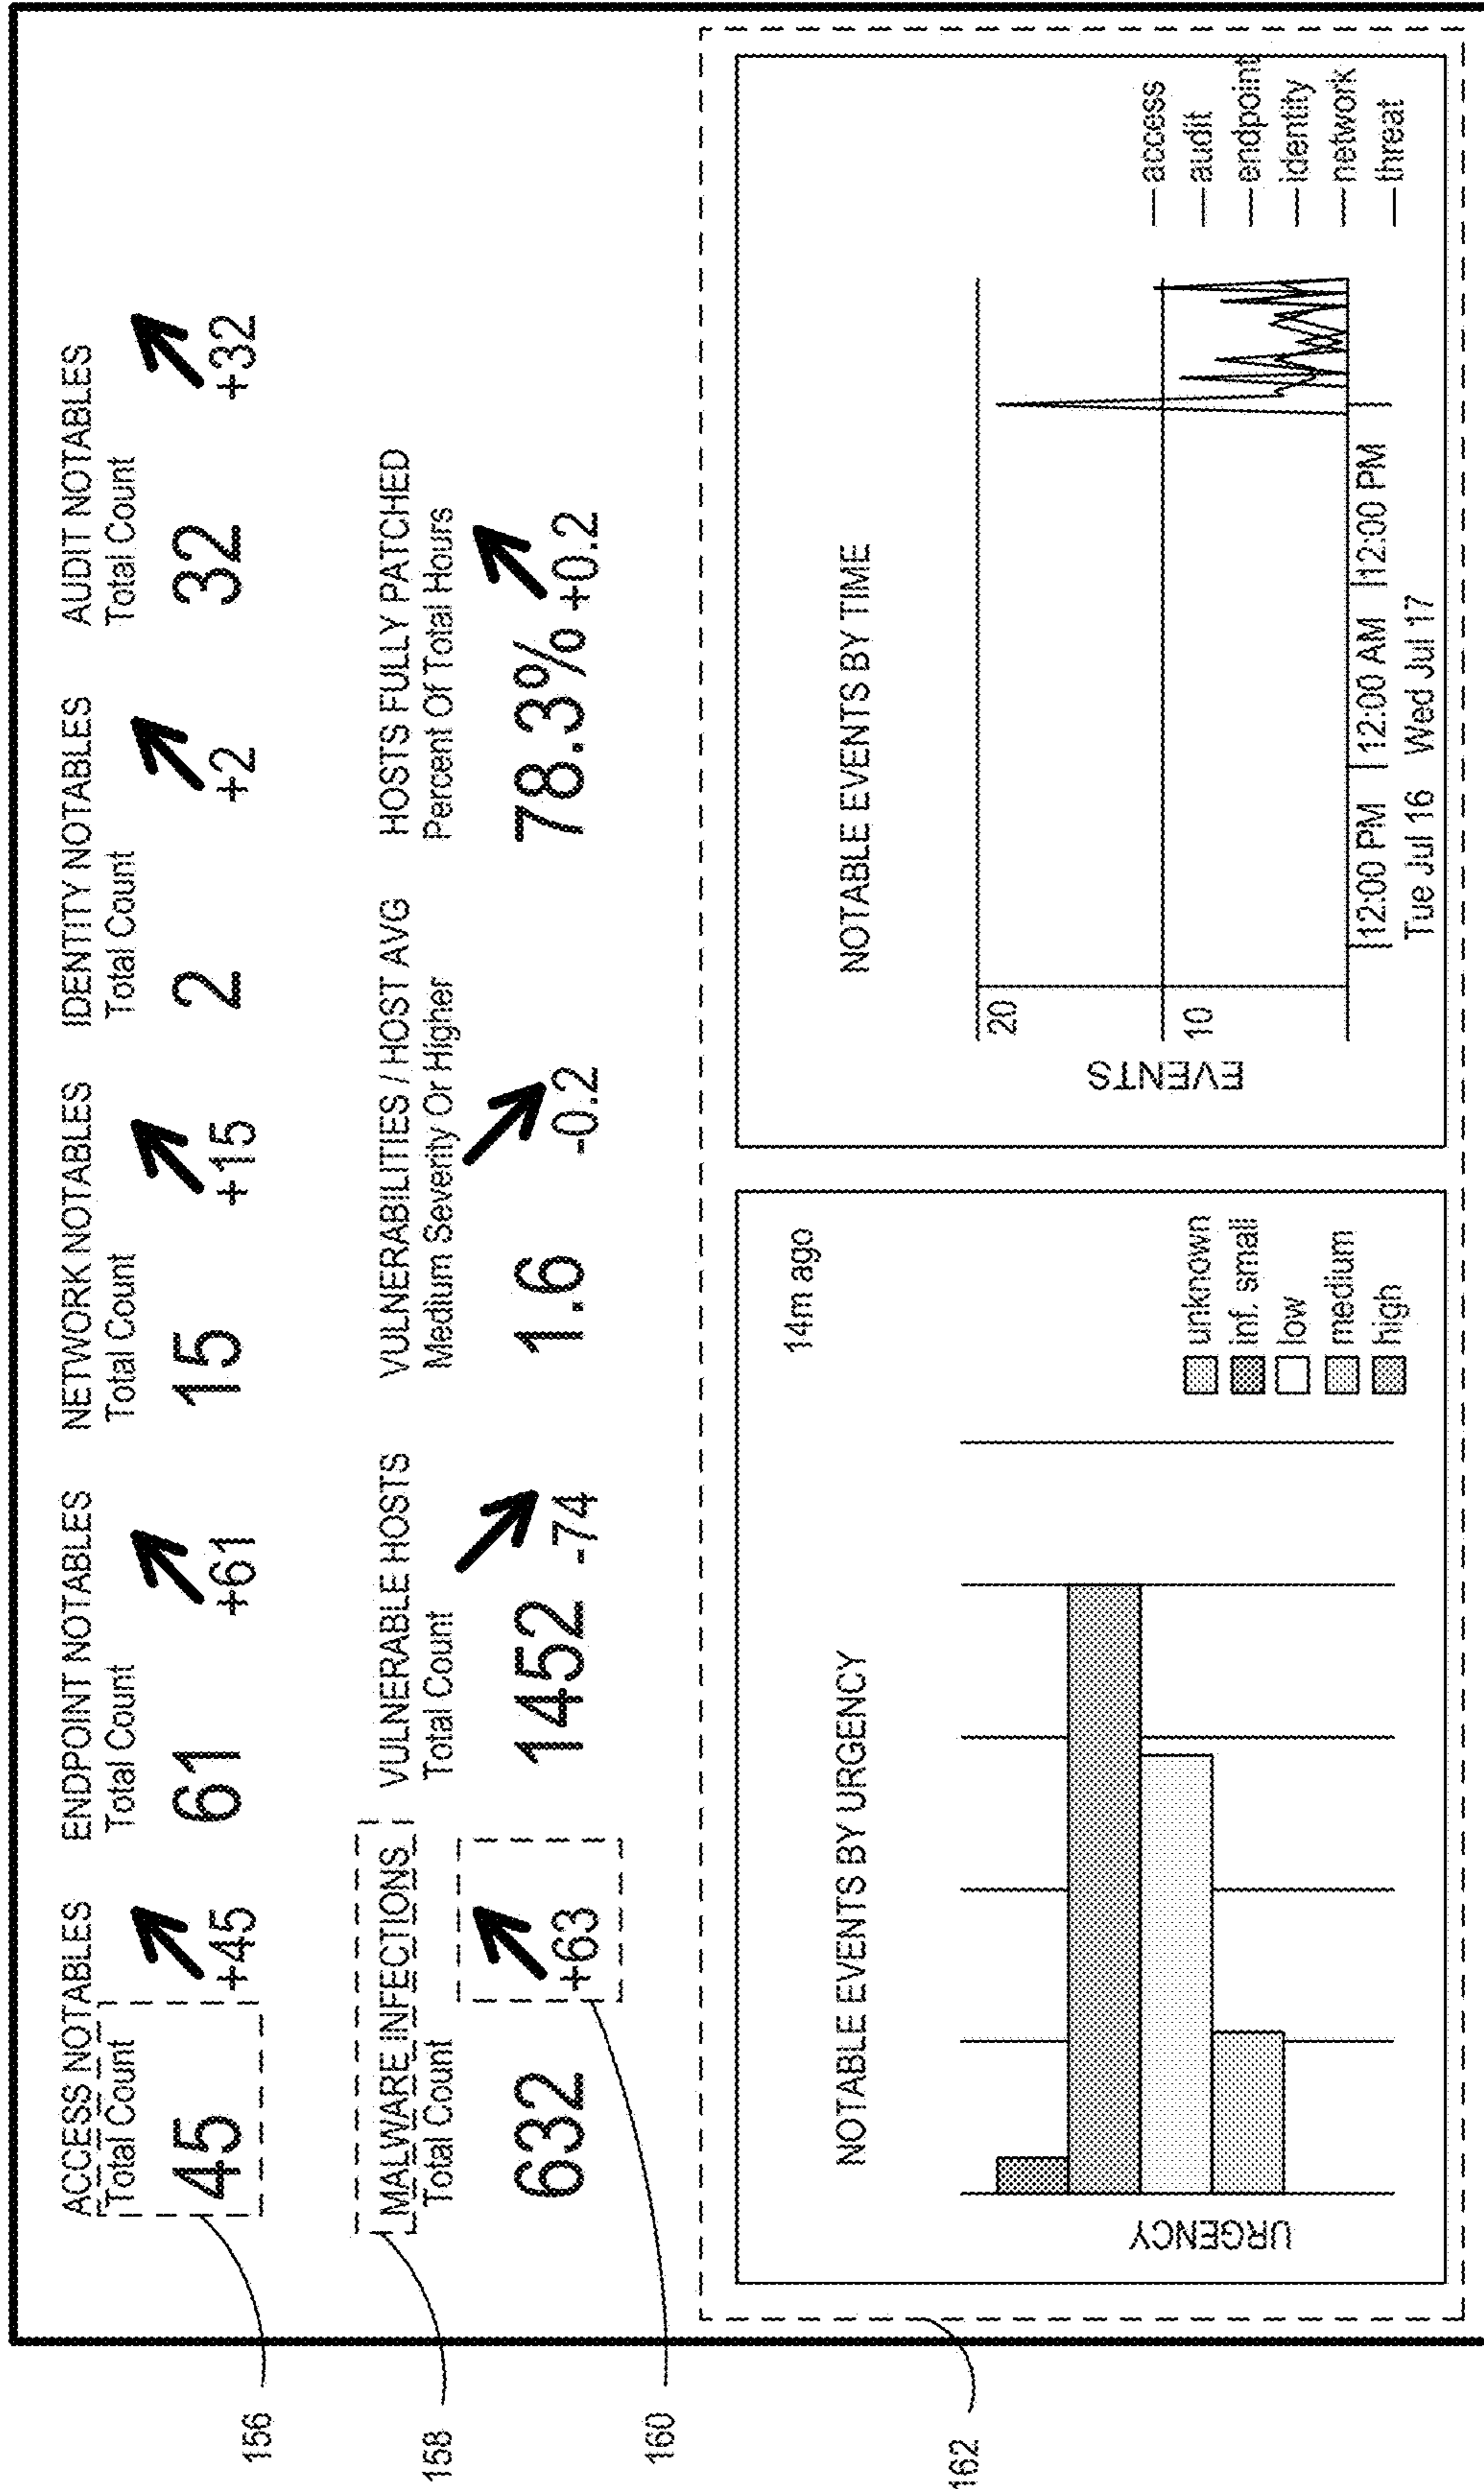 ACCESS NOTABLES
Total Count
45
+45
ENDPOINT NOTABLES
Total Count
61
+61
NETWORK NOTABLES
Total Count
15
+15
IDENTITY NOTABLES
Total Count
2
+2
AUDIT NOTABLES
Total Count
32
+32
MALWARE INFECTIONS
Total Count
632
+63
VULNERABLE HOSTS
Total Count
1452
-74
VULNERABILITIES / HOST AVG
Medium Severity Or Higher
1.6
-0.2
HOSTS FULLY PATCHED
Percent Of Total Hours
78.3%
+0.2
156
158
160
162
NOTABLE EVENTS BY URGENCY
14m ago
URGENCY
unknown
inf. small
low
medium
high
NOTABLE EVENTS BY TIME
EVENTS
20
10
12:00 PM
Tue Jul 16
12:00 AM
Wed Jul 17
12:00 PM
access
audit
endpoint
identity
network
threat